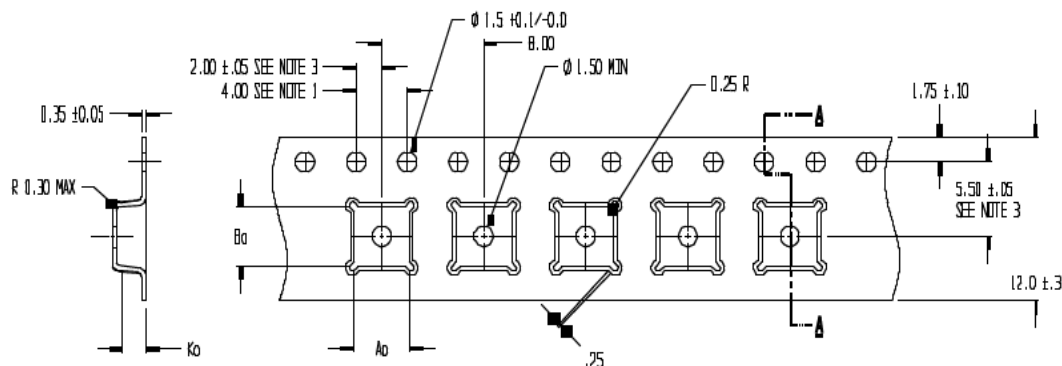 Ø 1.5 +0.1/-0.0
8.00
2.00 ±.05 SEE NOTE 3
Ø 1.50 MIN
4.00 SEE NOTE 1
0.25 R
0.35 ±0.05
1.75 ±.10
A
R 0.30 MAX
5.50 ±.05
SEE NOTE 3
Bo
12.0 ±.3
Ko
Ao
A
.25